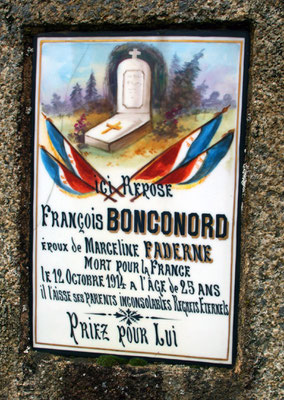 ICI REPOSE
FRANÇOIS BONCONORD
ÉPOUX DE MARCELINE FADERNE
MORT POUR LA FRANCE
LE 12 OCTOBRE 1914 A L'ÂGE DE 25 ANS
IL LAISSE SES PARENTS INCONSOLABLES REGRETS ETERNELS
PRIEZ POUR LUI